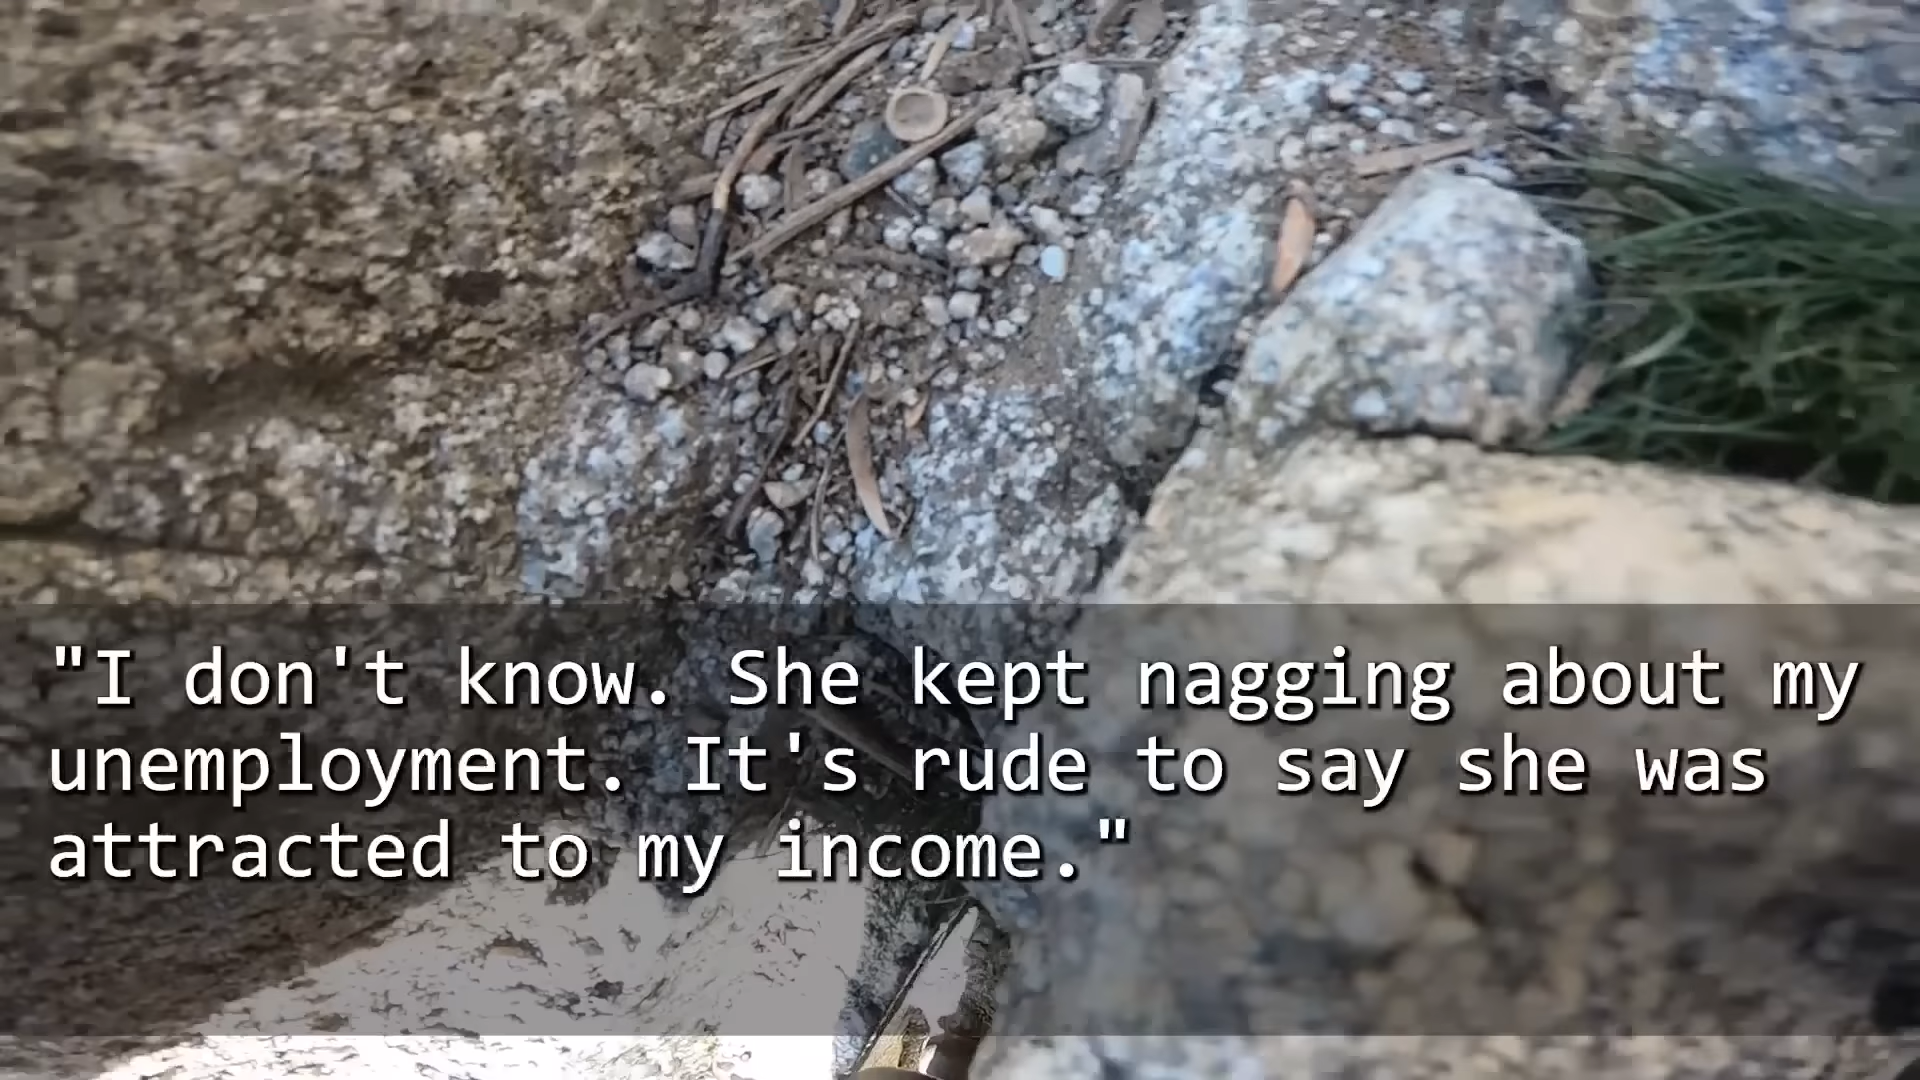 "I don't know. She kept nagging about my
unemployment. It's rude to say she was
attracted to my income."